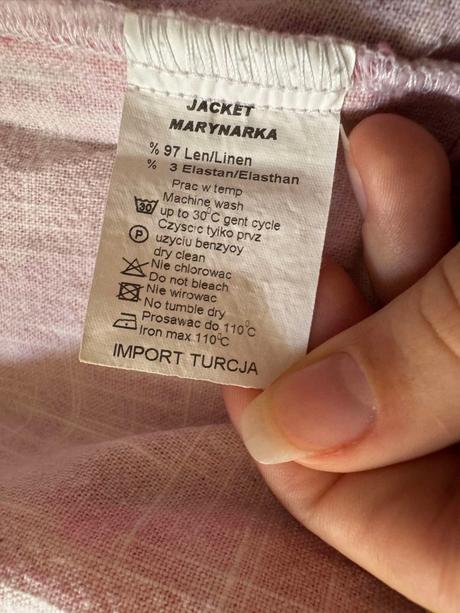 JACKET
MARYNARKA
% 97 Len/Linen
% 3 Elastan/Elasthan
Prac w temp
30 Machine wash
up to 30°C gent cycle
Czyscic tylko prvz
P uzyciu benzyoy
dry clean
Nie chlorowac
Do not bleach
Nie wirowac
No tumble dry
Prosawac do 110°C
Iron max 110°C
IMPORT TURCJA